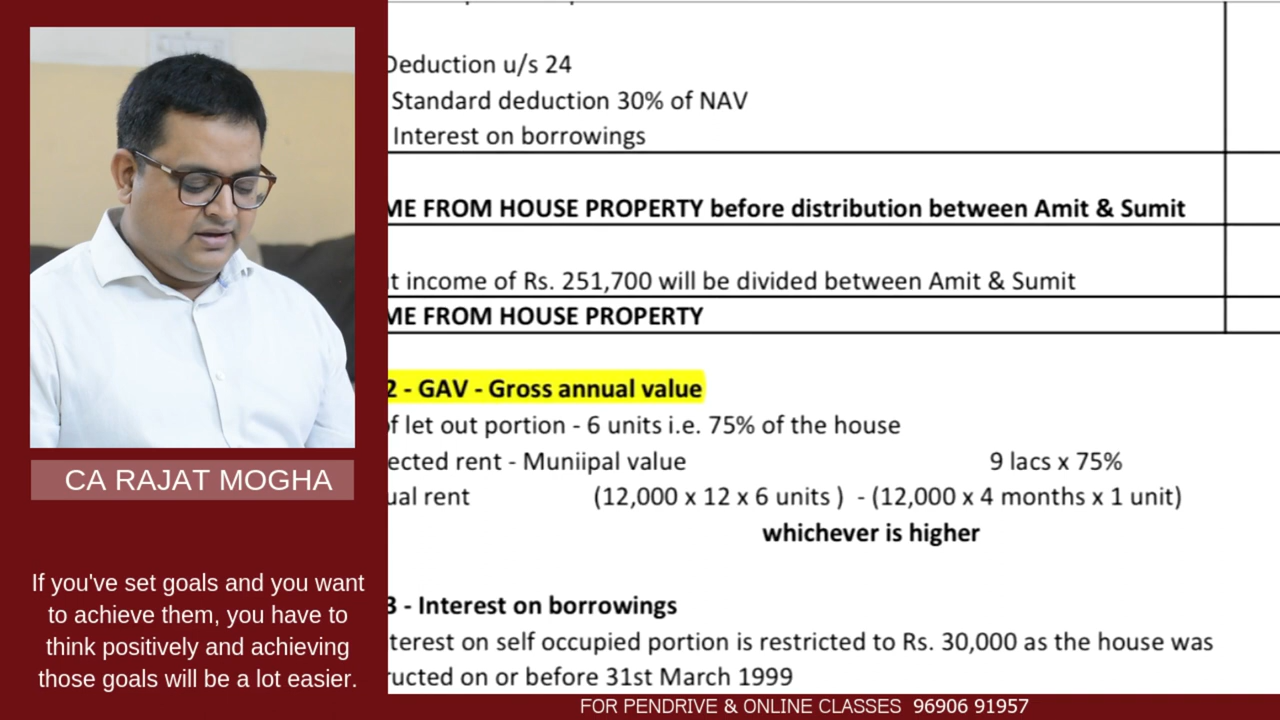 Deduction u/s 24
Standard deduction 30% of NAV
Interest on borrowings
ME FROM HOUSE PROPERTY before distribution between Amit & Sumit
t income of Rs. 251,700 will be divided between Amit & Sumit
ME FROM HOUSE PROPERTY
2 - GAV - Gross annual value
of let out portion - 6 units i.e. 75% of the house
ected rent - Muniipal value 9 lacs x 75%
ual rent (12,000 x 12 x 6 units ) - (12,000 x 4 months x 1 unit)
whichever is higher
3 - Interest on borrowings
terest on self occupied portion is restricted to Rs. 30,000 as the house was
ructed on or before 31st March 1999
CA RAJAT MOGHA
If you've set goals and you want
to achieve them, you have to
think positively and achieving
those goals will be a lot easier.
FOR PENDRIVE & ONLINE CLASSES 96906 91957